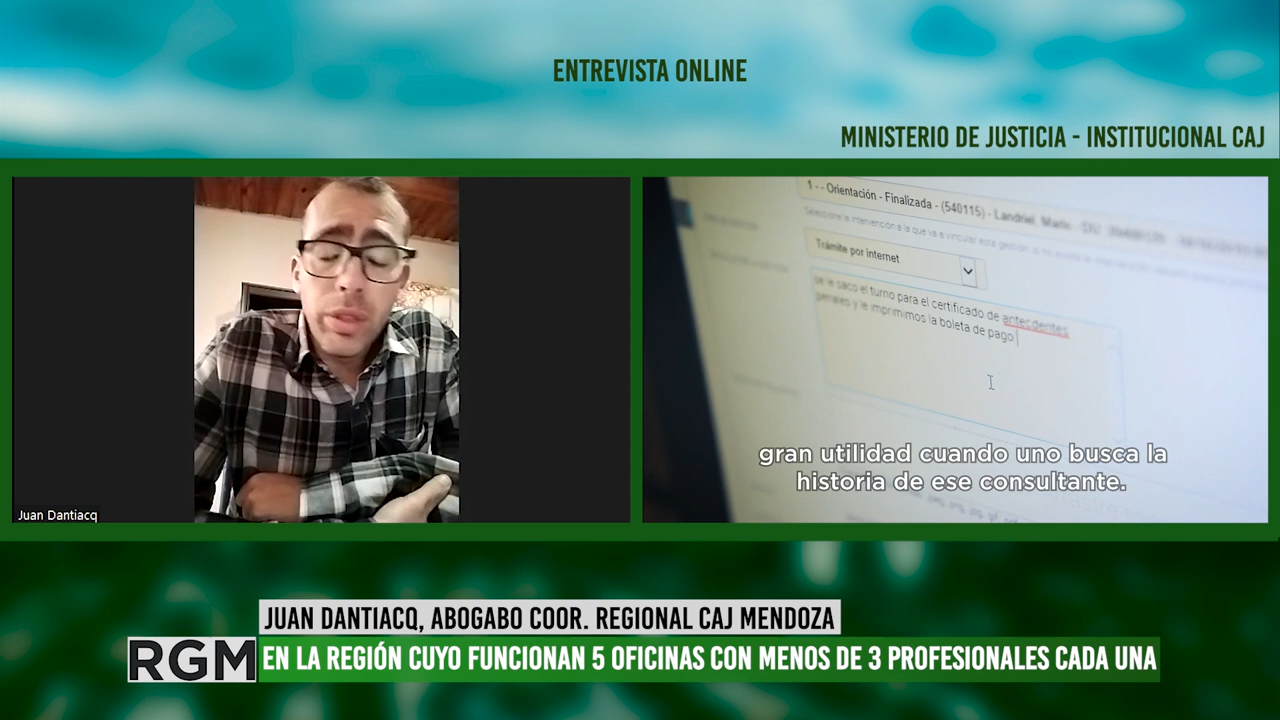 ENTREVISTA ONLINE
MINISTERIO DE JUSTICIA - INSTITUCIONAL CAJ
1 - - Orientación - Finalizada - (540115) - Landriel, Mario
Trámite por internet
se le saco el turno para el certificado de antecdentes
penales y le imprimimos la boleta de pago
gran utilidad cuando uno busca la
historia de ese consultante.
Juan Dantiacq
JUAN DANTIACQ, ABOGABO COOR. REGIONAL CAJ MENDOZA
RGM
EN LA REGIÓN CUYO FUNCIONAN 5 OFICINAS CON MENOS DE 3 PROFESIONALES CADA UNA